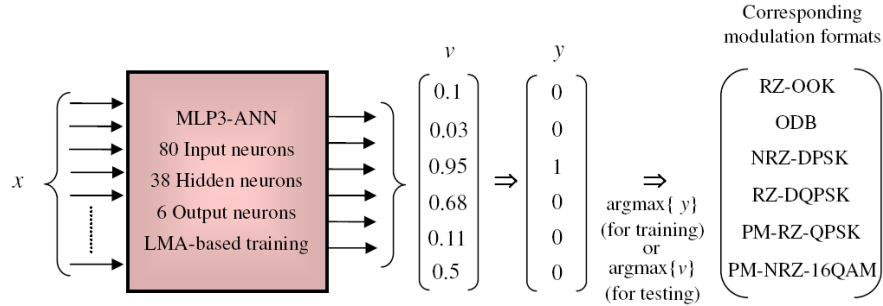 Corresponding
modulation formats
v
y
x
MLP3-ANN
80 Input neurons
38 Hidden neurons
6 Output neurons
LMA-based training
0.1
0.03
0.95
0.68
0.11
0.5
⇒
0
0
1
0
0
0
⇒
argmax{ y}
(for training)
or
argmax{v}
(for testing)
RZ-OOK
ODB
NRZ-DPSK
RZ-DQPSK
PM-RZ-QPSK
PM-NRZ-16QAM